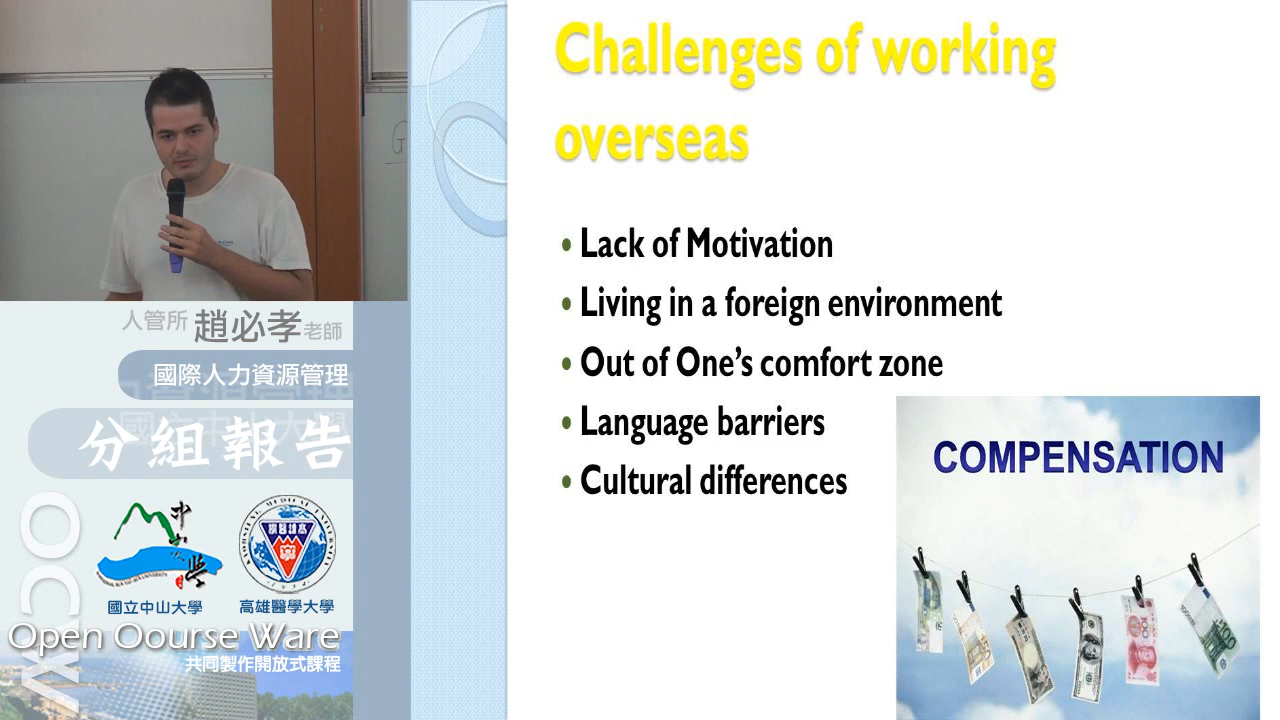 Challenges of working
overseas
• Lack of Motivation
• Living in a foreign environment
• Out of One's comfort zone
• Language barriers
• Cultural differences
COMPENSATION
人管所 趙必孝老師
國際人力資源管理
分組報告
國立中山大學
高雄醫學大學
Open Oourse Ware
共同製作開放式課程
OCW